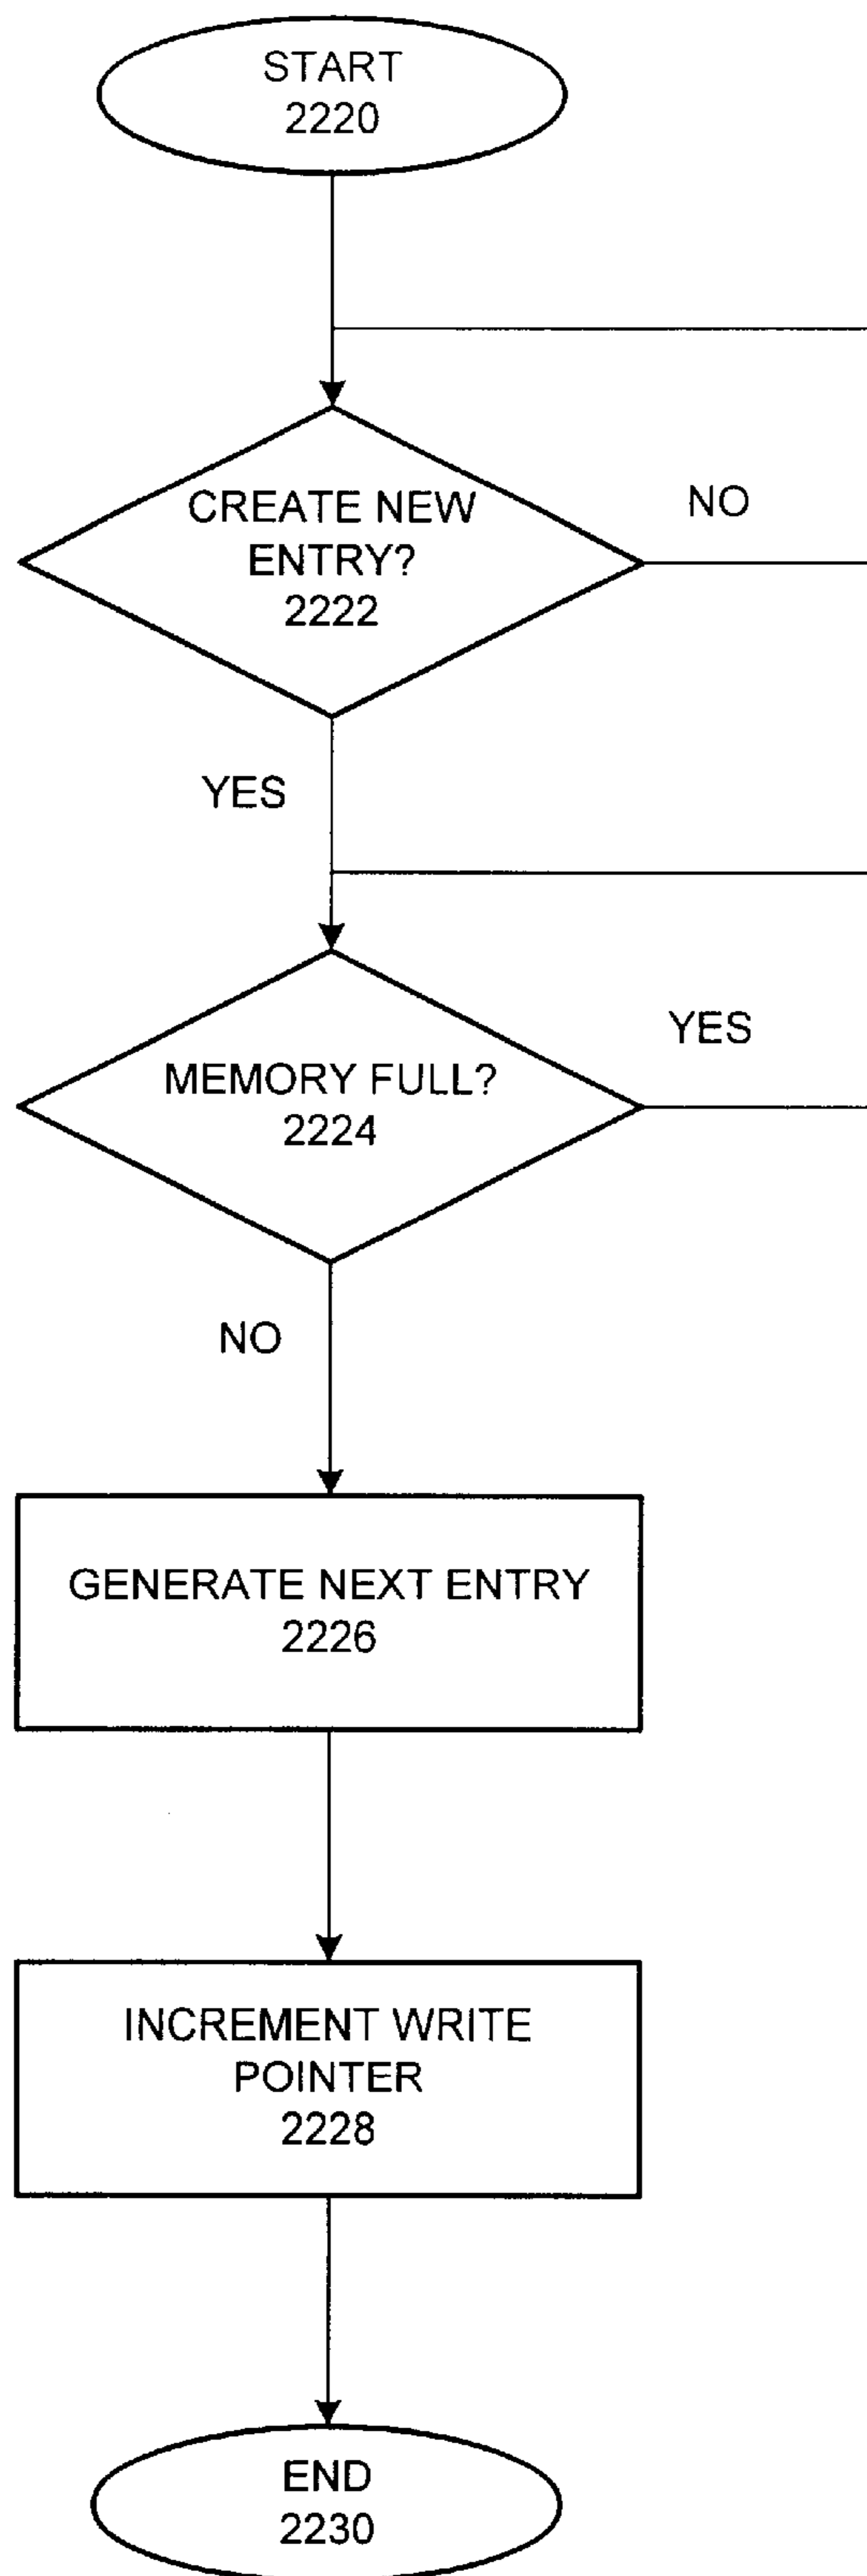 START
2220
CREATE NEW
ENTRY?
2222
NO
YES
MEMORY FULL?
2224
YES
NO
GENERATE NEXT ENTRY
2226
INCREMENT WRITE
POINTER
2228
END
2230